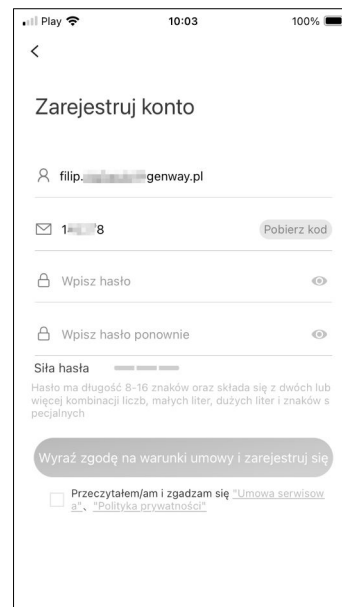 Play 10:03 100%
Zarejestruj konto
filip. genway.pl
1 8 Pobierz kod
Wpisz hasło
Wpisz hasło ponownie
Siła hasła
Hasło ma długość 8-16 znaków oraz składa się z dwóch lub
więcej kombinacji liczb, małych liter, dużych liter i znaków s
pecjalnych
Wyraź zgodę na warunki umowy i zarejestruj się
Przeczytałem/am i zgadzam się "Umowa serwisow
a"、"Polityka prywatności"